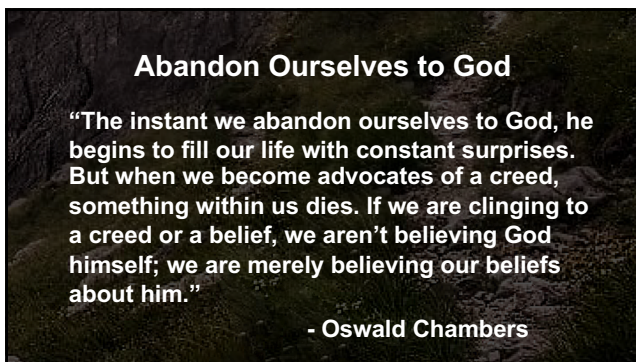 Abandon Ourselves to God
“The instant we abandon ourselves to God, he
begins to fill our life with constant surprises.
But when we become advocates of a creed,
something within us dies. If we are clinging to
a creed or a belief, we aren’t believing God
himself; we are merely believing our beliefs
about him.”
- Oswald Chambers